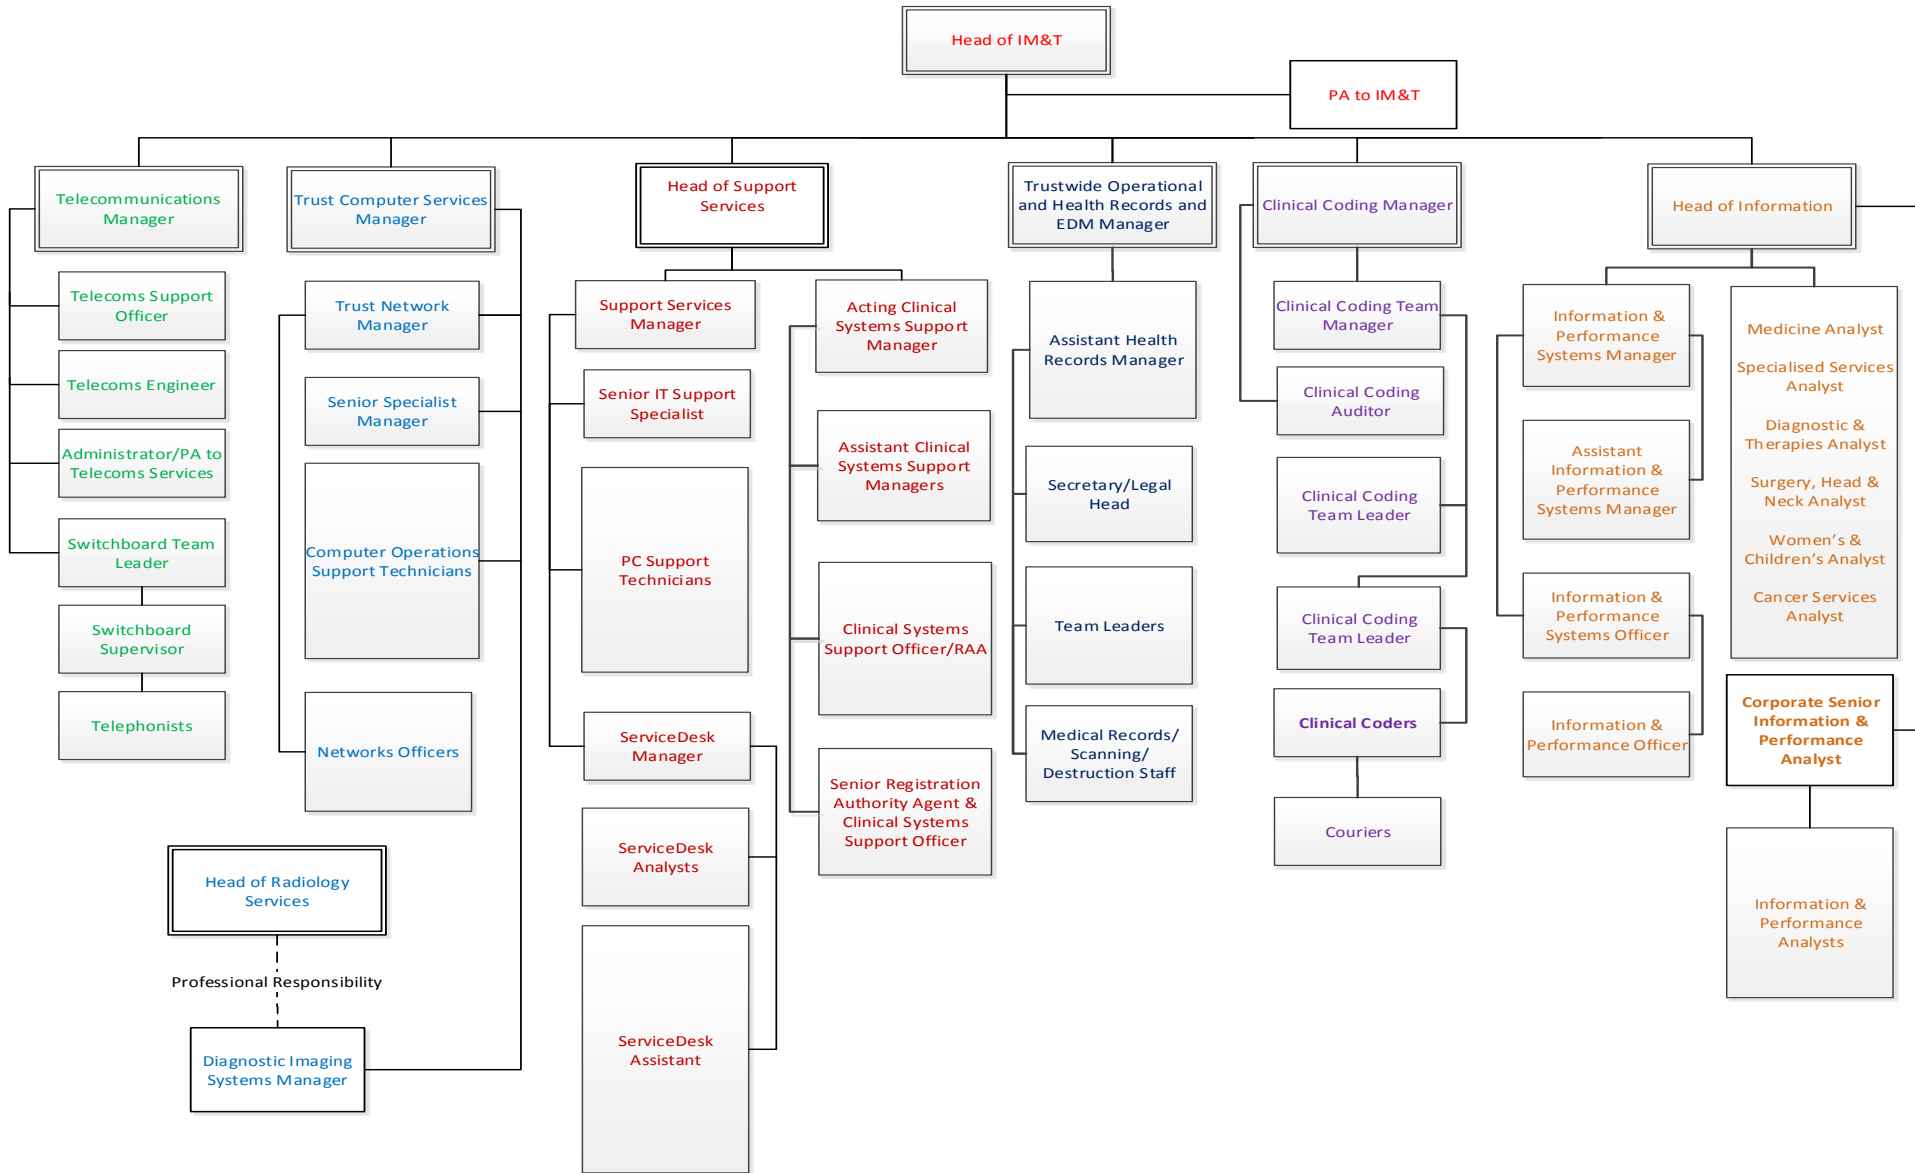 Head of IM&T
PA to IM&T
Telecommunications
Manager
Telecoms Support
Officer
Telecoms Engineer
Administrator/PA to
Telecoms Services
Switchboard Team
Leader
Switchboard
Supervisor
Telephonists
Trust Computer Services
Manager
Trust Network
Manager
Senior Specialist
Manager
Computer Operations
Support Technicians
Networks Officers
Head of Radiology
Services
Professional Responsibility
Diagnostic Imaging
Systems Manager
Head of Support
Services
Support Services
Manager
Senior IT Support
Specialist
PC Support
Technicians
ServiceDesk
Manager
ServiceDesk
Analysts
ServiceDesk
Assistant
Acting Clinical
Systems Support
Manager
Assistant Clinical
Systems Support
Managers
Clinical Systems
Support Officer/RAA
Senior Registration
Authority Agent &
Clinical Systems
Support Officer
Trustwide Operational
and Health Records and
EDM Manager
Assistant Health
Records Manager
Secretary/Legal
Head
Team Leaders
Medical Records/
Scanning/
Destruction Staff
Clinical Coding Manager
Clinical Coding Team
Manager
Clinical Coding
Auditor
Clinical Coding
Team Leader
Clinical Coding
Team Leader
Clinical Coders
Couriers
Head of Information
Information &
Performance
Systems Manager
Assistant
Information &
Performance
Systems Manager
Information &
Performance
Systems Officer
Information &
Performance Officer
Medicine Analyst
Specialised Services
Analyst
Diagnostic &
Therapies Analyst
Surgery, Head &
Neck Analyst
Women's &
Children's Analyst
Cancer Services
Analyst
Corporate Senior
Information &
Performance
Analyst
Information &
Performance
Analysts